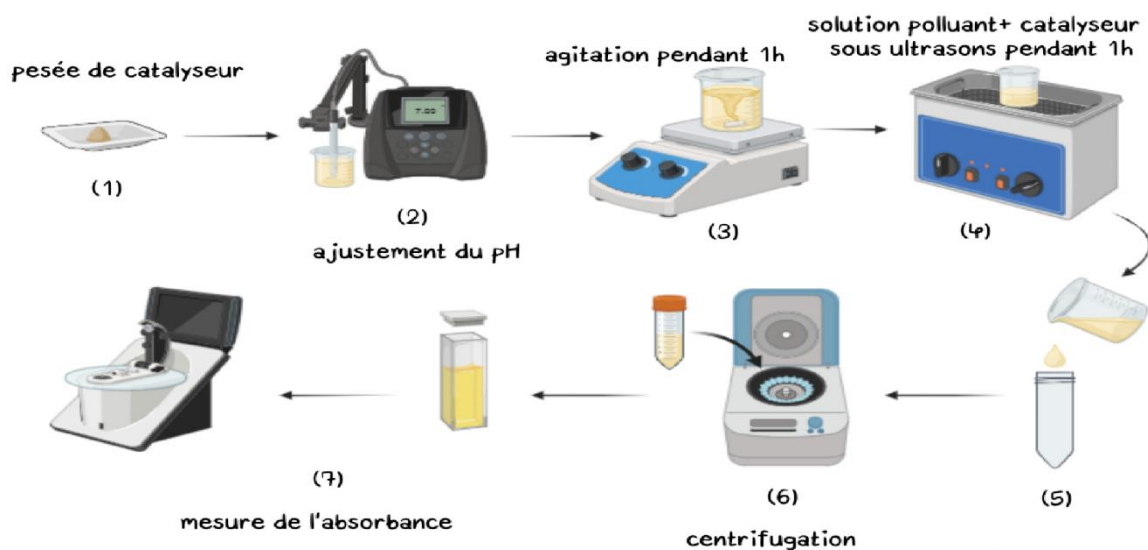 pesée de catalyseur
(1)
7.00
(2)
ajustement du pH
agitation pendant 1h
(3)
solution polluant+ catalyseur
sous ultrasons pendant 1h
(4)
(5)
(6)
centrifugation
(7)
mesure de l'absorbance